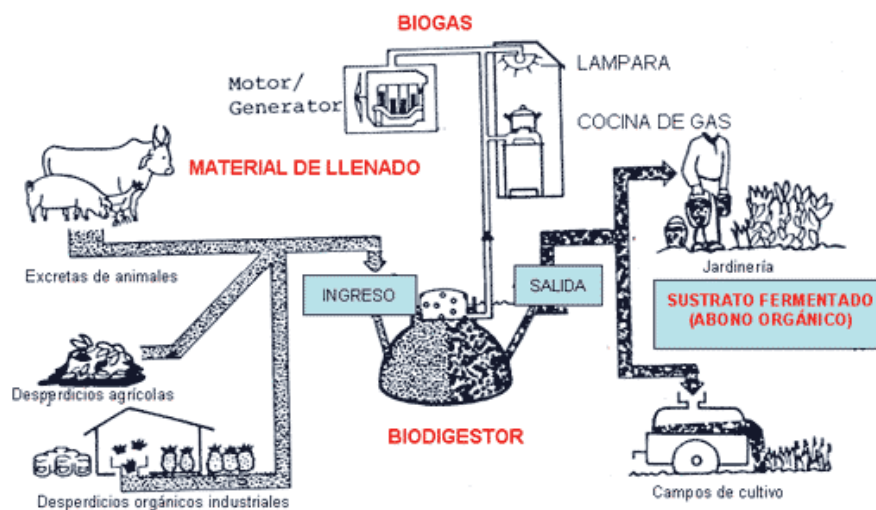 BIOGAS
Motor/
Generator
LAMPARA
COCINA DE GAS
MATERIAL DE LLENADO
Excretas de animales
INGRESO
SALIDA
Jardinería
SUSTRATO FERMENTADO
(ABONO ORGÁNICO)
Desperdicios agrícolas
BIODIGESTOR
Desperdicios orgánicos industriales
Campos de cultivo